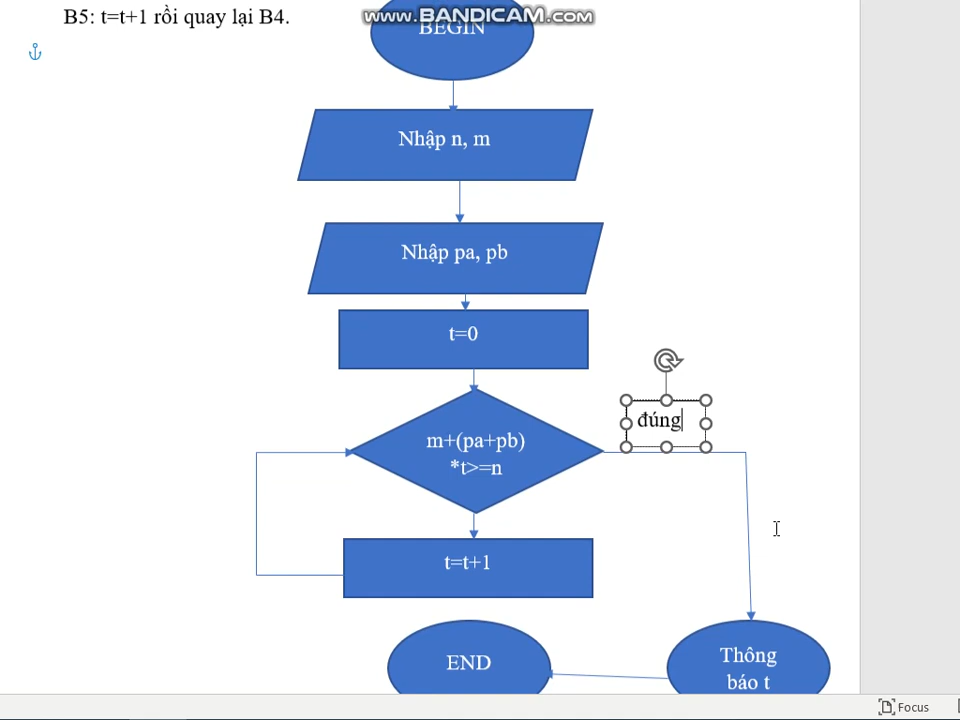 B5: t=t+1 rồi quay lại B4.
www.BANDICAM.com
BEGIN
Nhập n, m
Nhập pa, pb
t=0
đúng
m+(pa+pb)
*t>=n
t=t+1
END
Thông
báo t
Focus